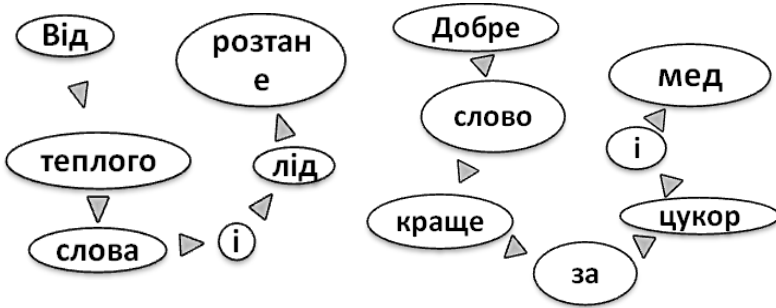 Від
теплого
слова
і
лід
розтан
е
Добре
слово
краще
за
цукор
і
мед